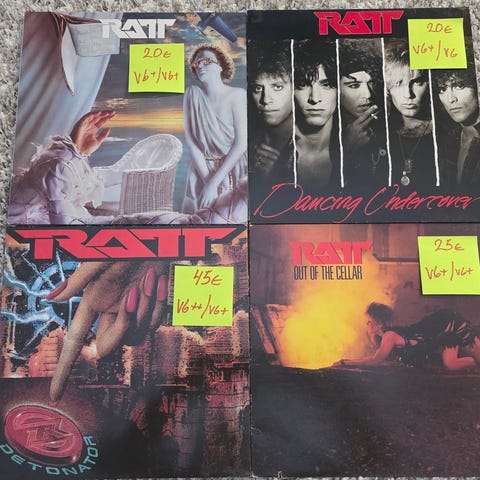 RATT
20€
VG+/VG+
RATT
20€
VG+/VG
Dancing Undercover
RATT
45€
VG++/VG+
DETONATOR
RATT
OUT OF THE CELLAR
25€
VG+/VG+